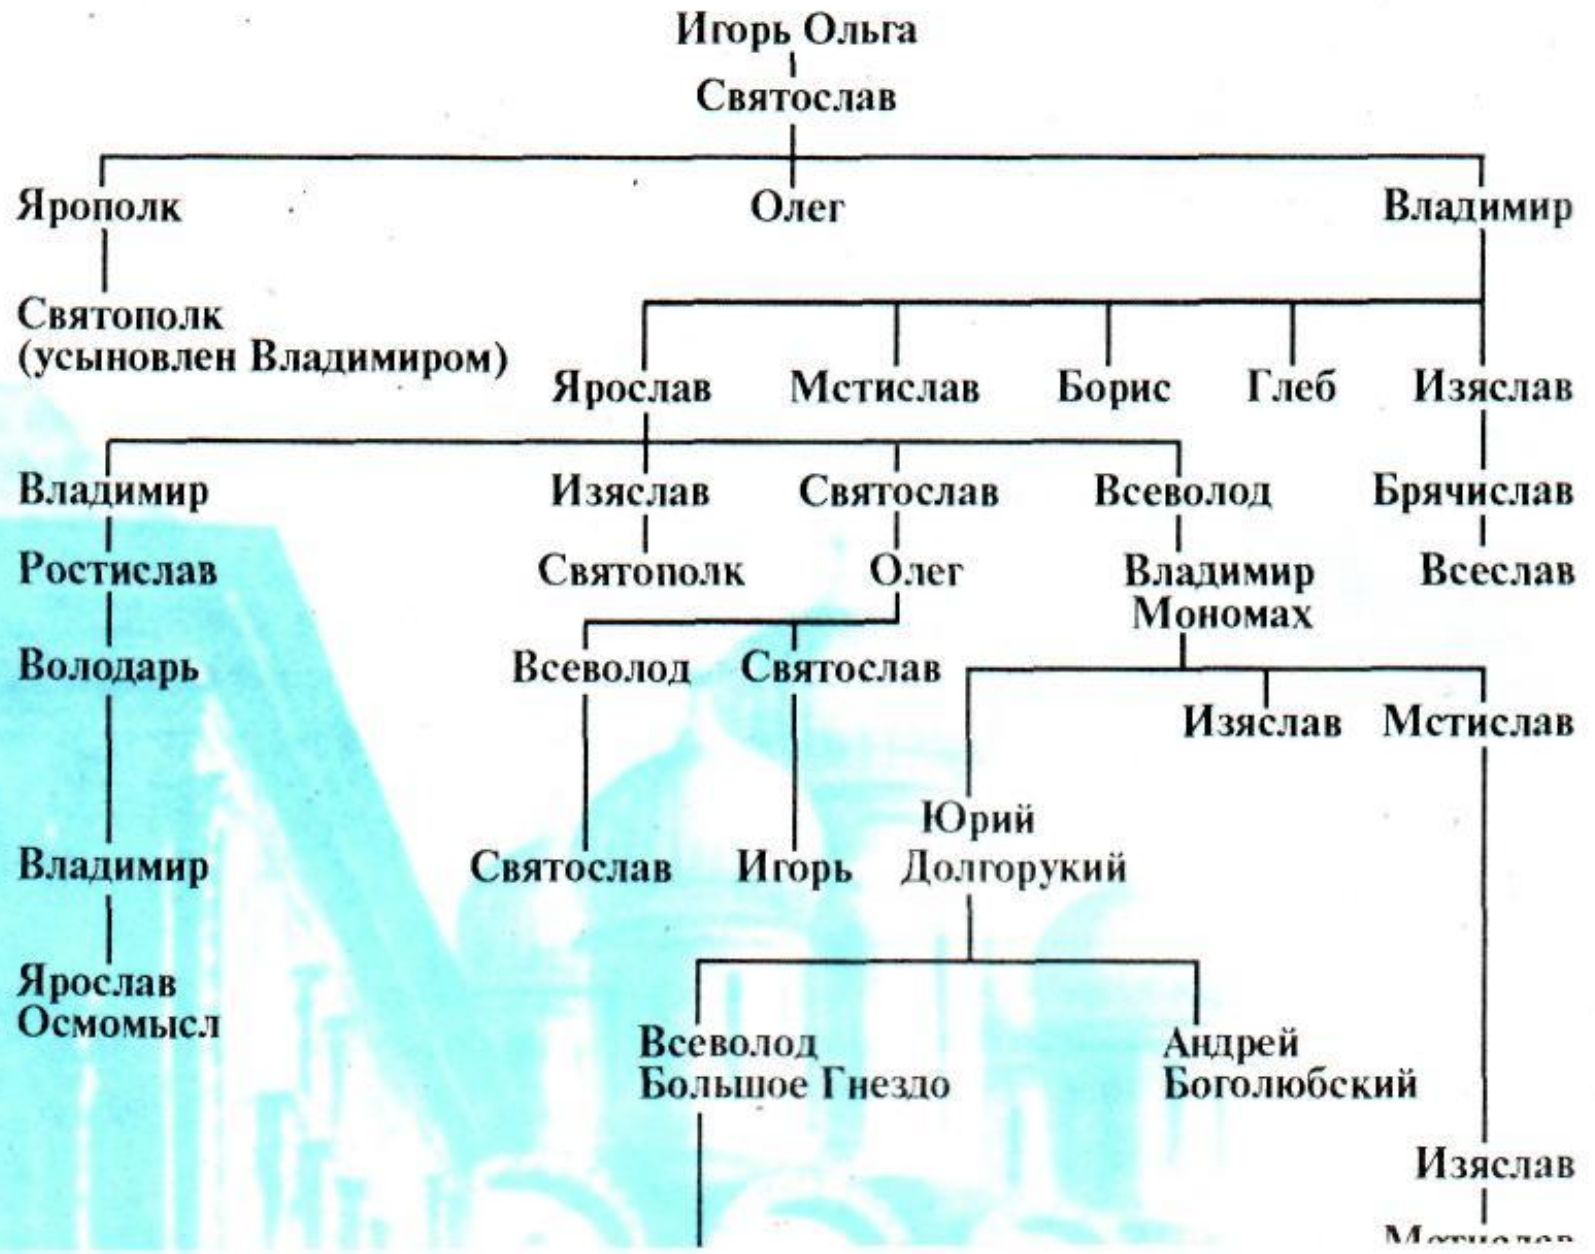 Игорь Ольга
Святослав
Ярополк Олег Владимир
Святополк
(усыновлен Владимиром)
Ярослав Мстислав Борис Глеб Изяслав
Владимир Изяслав Святослав Всеволод Брячислав
Ростислав Святополк Олег Владимир Всеслав
Мономах
Володарь Всеволод Святослав
Изяслав Мстислав
Юрий
Владимир Святослав Игорь Долгорукий
Ярослав
Осмомысл
Всеволод Андрей
Большое Гнездо Боголюбский
Изяслав